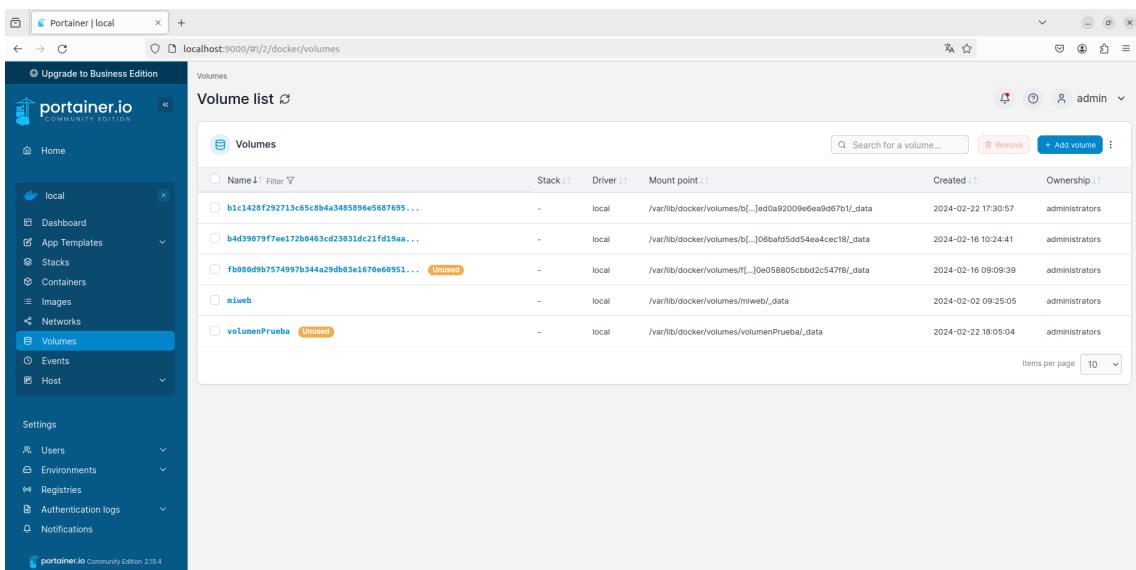 Portainer | local
localhost:9000/#!/2/docker/volumes
Upgrade to Business Edition
portainer.io
COMMUNITY EDITION
Home
local
Dashboard
App Templates
Stacks
Containers
Images
Networks
Volumes
Events
Host
Settings
Users
Environments
Registries
Authentication logs
Notifications
portainer.io Community Edition 2.19.4
Volumes
Volume list
admin
Volumes
Search for a volume...
Remove
+ Add volume
Name Filter Stack Driver Mount point Created Ownership
b1c1428f292713c65c8b4a3485896e5687695... - local /var/lib/docker/volumes/b[...]ed0a92009e6ea9d67b1/_data 2024-02-22 17:30:57 administrators
b4d39079f7ee172b0463cd23031dc21fd19aa... - local /var/lib/docker/volumes/b[...]06bafd5dd54ea4cec18/_data 2024-02-16 10:24:41 administrators
fb080d9b7574997b344a29db03e1670e60951... Unused - local /var/lib/docker/volumes/f[...]0e058805cbbd2c547f8/_data 2024-02-16 09:09:39 administrators
miweb - local /var/lib/docker/volumes/miweb/_data 2024-02-02 09:25:05 administrators
volumenPrueba Unused - local /var/lib/docker/volumes/volumenPrueba/_data 2024-02-22 18:05:04 administrators
Items per page 10